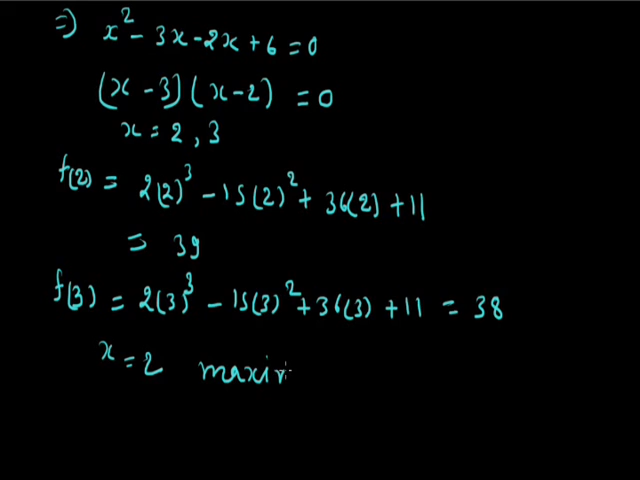 =) x² - 3x - 2x + 6 = 0
(x - 3) (x - 2) = 0
x = 2, 3
f(2) = 2(2)³ - 15(2)² + 36(2) + 11
= 39
f(3) = 2(3)³ - 15(3)² + 36(3) + 11 = 38
x = 2 maxi